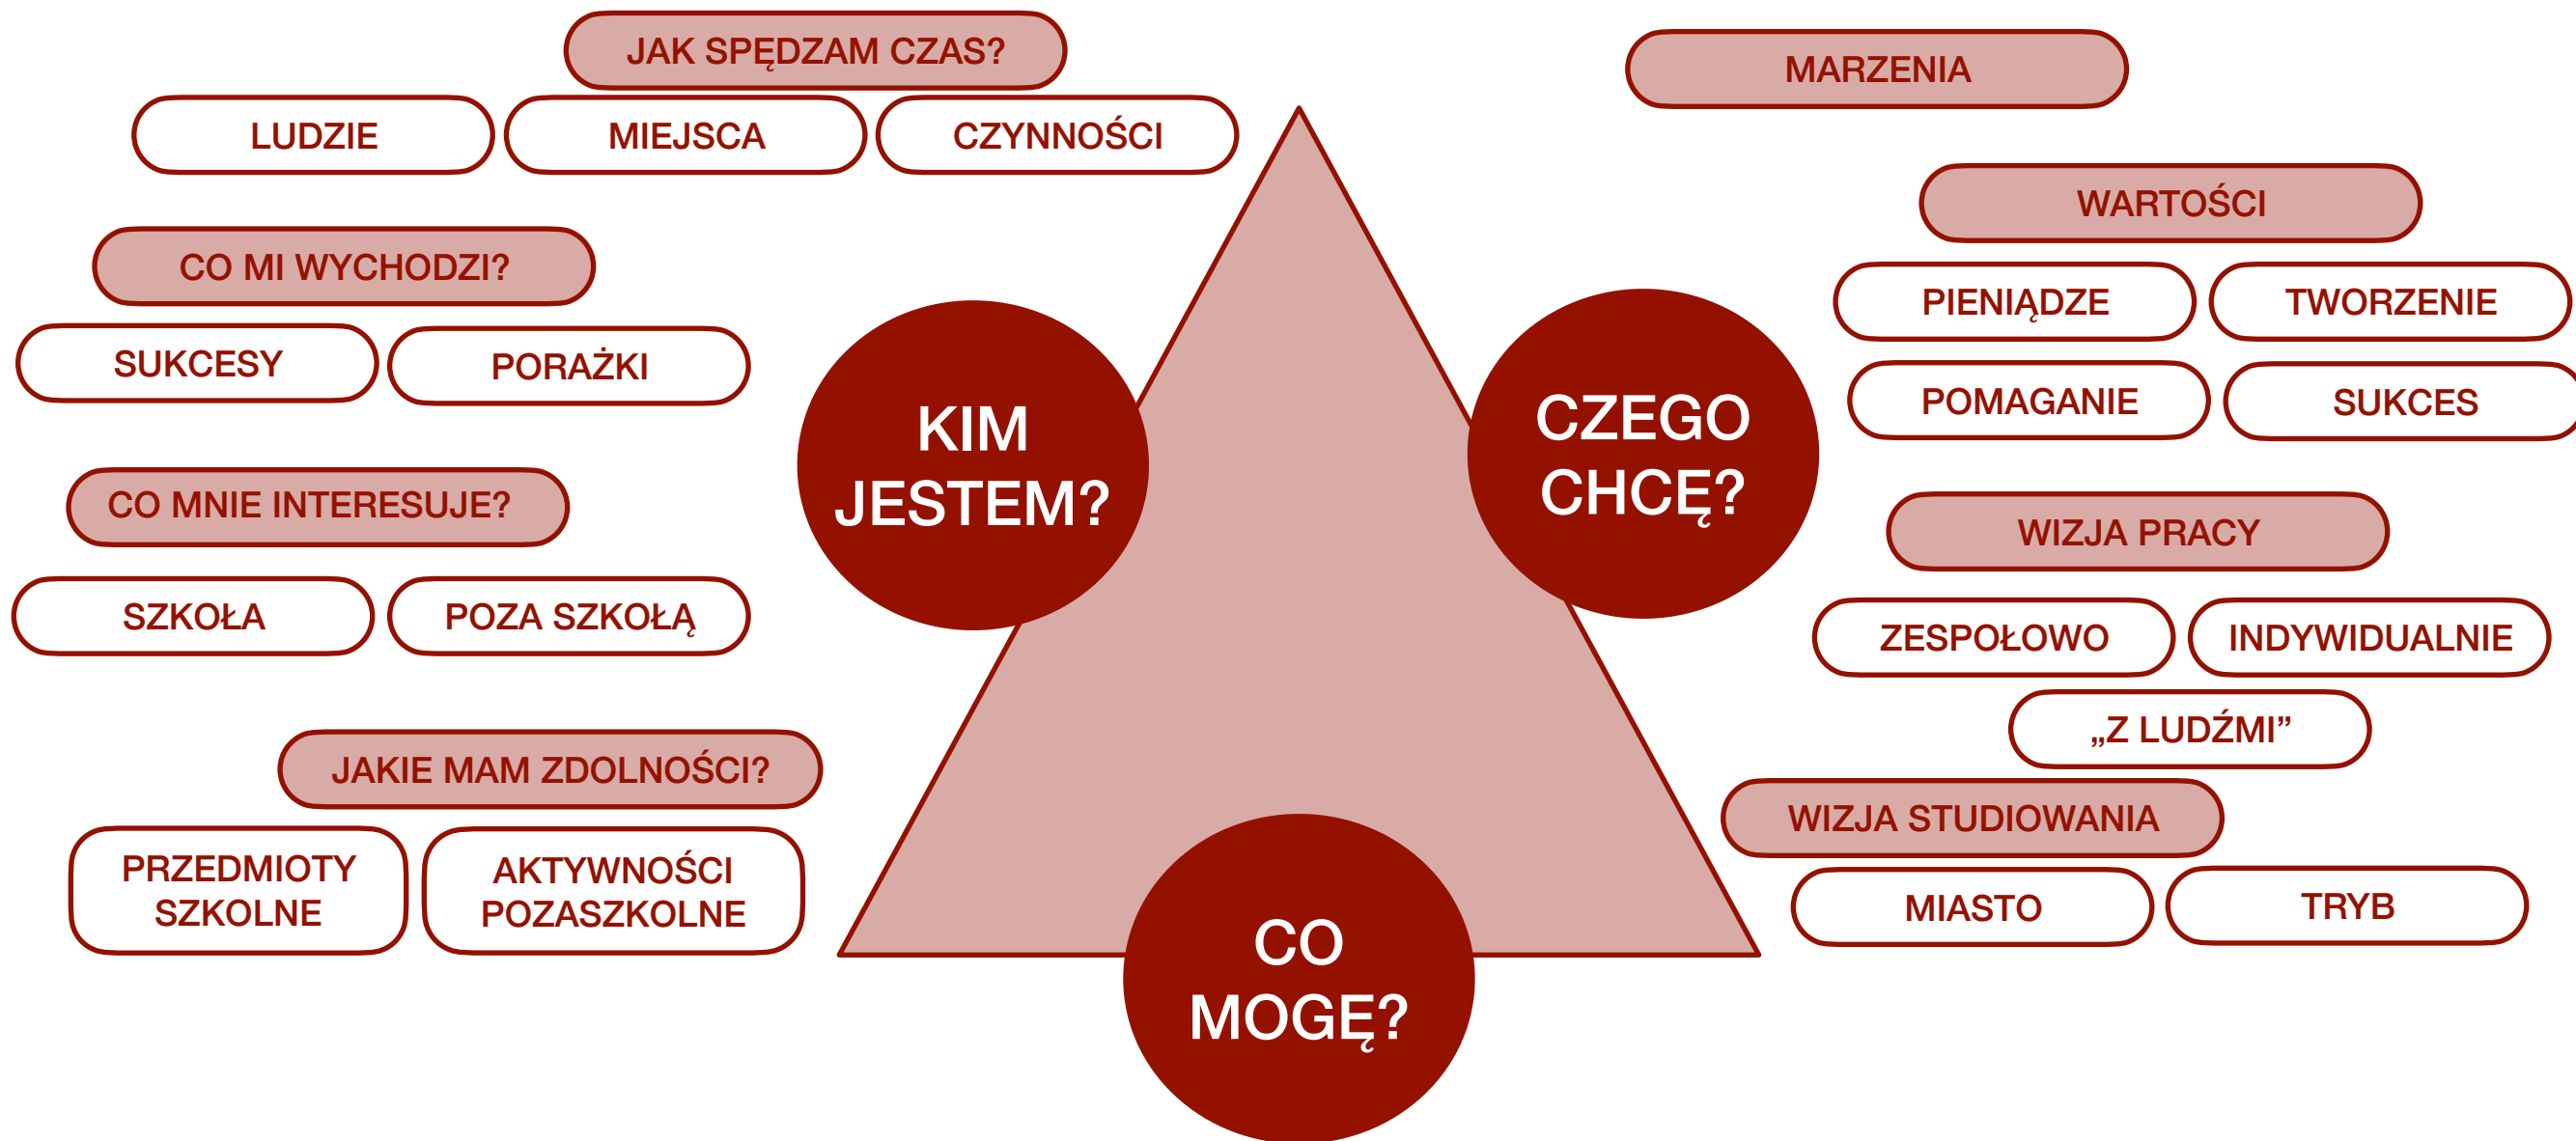 JAK SPĘDZAM CZAS?
LUDZIE
MIEJSCA
CZYNNOŚCI
CO MI WYCHODZI?
SUKCESY
PORAŻKI
CO MNIE INTERESUJE?
SZKOŁA
POZA SZKOŁĄ
JAKIE MAM ZDOLNOŚCI?
PRZEDMIOTY
SZKOLNE
AKTYWNOŚCI
POZASZKOLNE
KIM
JESTEM?
CZEGO
CHCĘ?
CO
MOGĘ?
MARZENIA
WARTOŚCI
PIENIĄDZE
TWORZENIE
POMAGANIE
SUKCES
WIZJA PRACY
ZESPOŁOWO
INDYWIDUALNIE
„Z LUDŹMI”
WIZJA STUDIOWANIA
MIASTO
TRYB